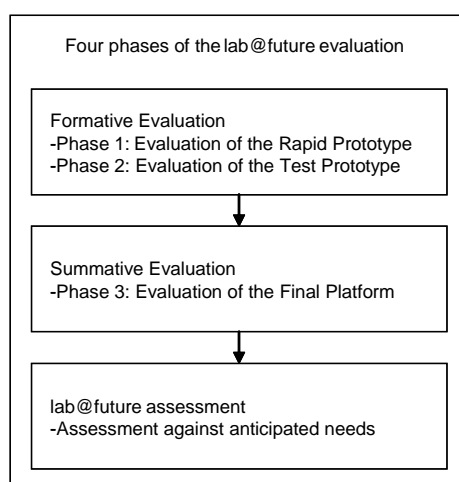 Four phases of the lab@future evaluation
Formative Evaluation
-Phase 1: Evaluation of the Rapid Prototype
-Phase 2: Evaluation of the Test Prototype
Summative Evaluation
-Phase 3: Evaluation of the Final Platform
lab@future assessment
-Assessment against anticipated needs